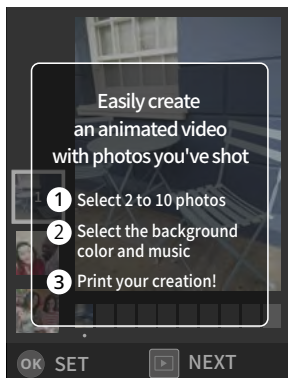 Easily create
an animated video
with photos you've shot
1 Select 2 to 10 photos
2 Select the background
color and music
3 Print your creation!
OK SET NEXT